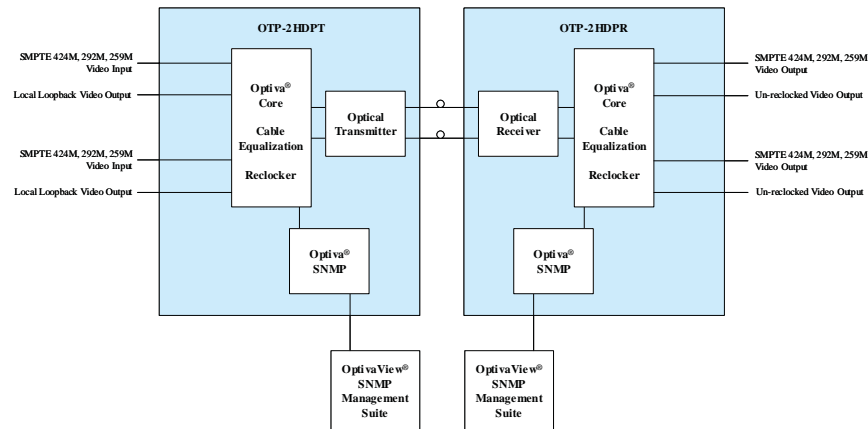 OTP-2HDPT
SMPTE 424M, 292M, 259M
Video Input
Local Loopback Video Output
SMPTE 424M, 292M, 259M
Video Input
Local Loopback Video Output
Optiva®
Core
Cable
Equalization
Reclocker
Optical
Transmitter
Optiva®
SNMP
OptivaView®
SNMP
Management
Suite
OTP-2HDPR
Optical
Receiver
Optiva®
Core
Cable
Equalization
Reclocker
SMPTE 424M, 292M, 259M
Video Output
Un-reclocked Video Output
SMPTE 424M, 292M, 259M
Video Output
Un-reclocked Video Output
Optiva®
SNMP
OptivaView®
SNMP
Management
Suite